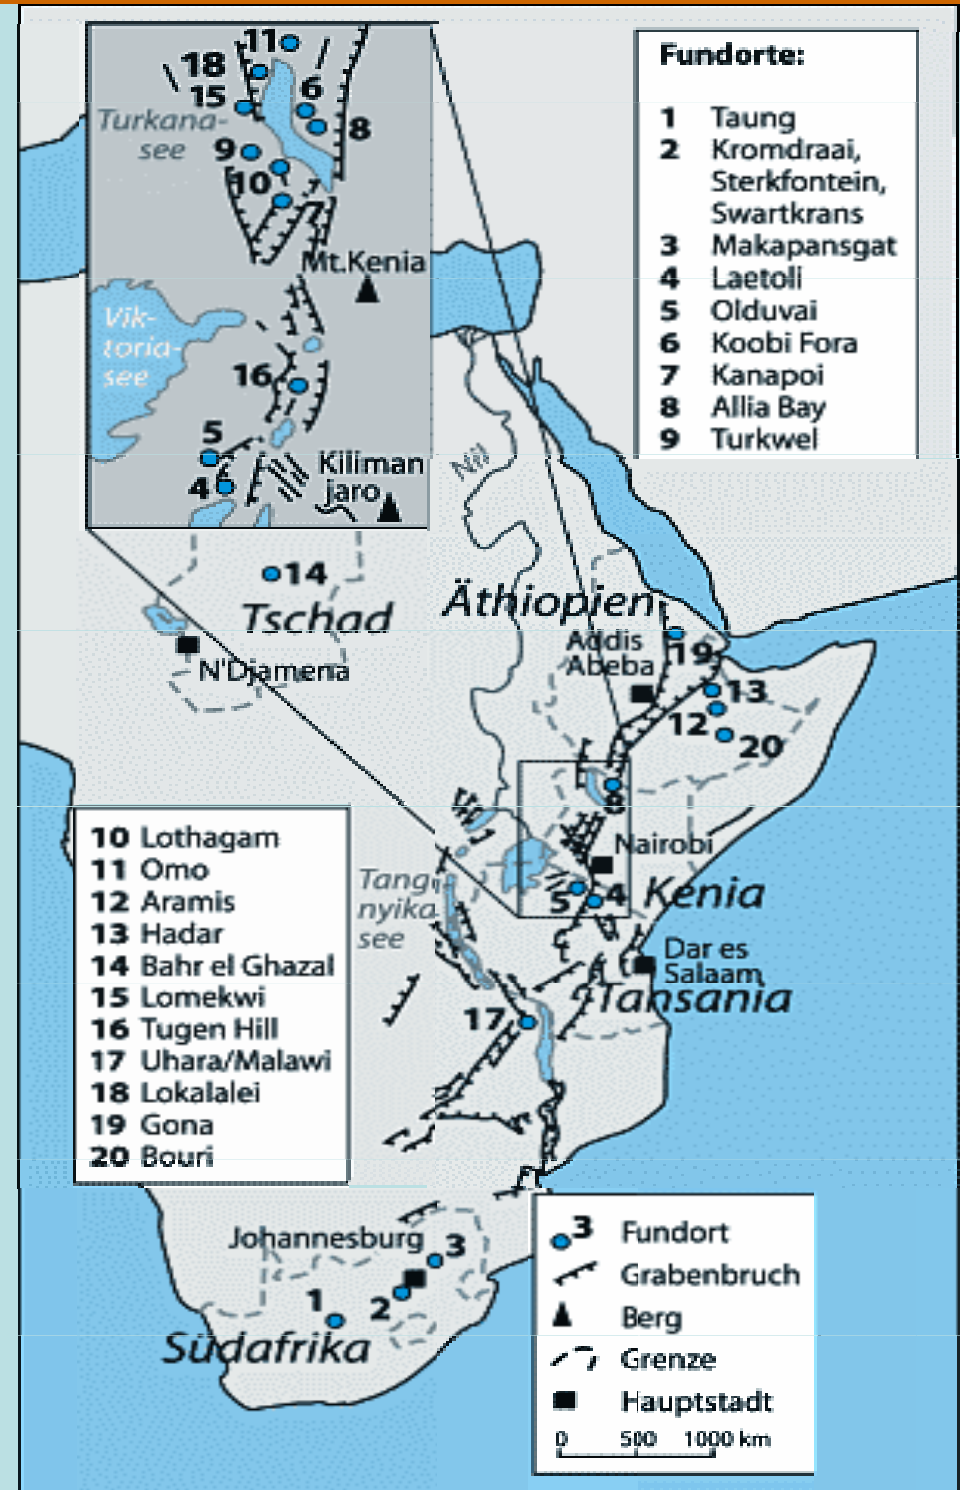 11
18
6
15
Turkana-
see
8
9
10
7
Mt.Kenia
Vik-
toria-
see
16
5
Kiliman
jaro
4
Fundorte:
1 Taung
2 Kromdraai,
Sterkfontein,
Swartkrans
3 Makapansgat
4 Laetoli
5 Olduvai
6 Koobi Fora
7 Kanapoi
8 Allia Bay
9 Turkwel
Nil
14
Tschad
N'Djamena
Äthiopien
Addis
Abeba
19
13
12
20
8
Nairobi
5
4
Kenia
Tang
nyika
see
Dar es
Salaam
Tansania
17
10 Lothagam
11 Omo
12 Aramis
13 Hadar
14 Bahr el Ghazal
15 Lomekwi
16 Tugen Hill
17 Uhara/Malawi
18 Lokalalei
19 Gona
20 Bouri
Johannesburg
3
1
2
Südafrika
3 Fundort
Grabenbruch
Berg
Grenze
Hauptstadt
0 500 1000 km